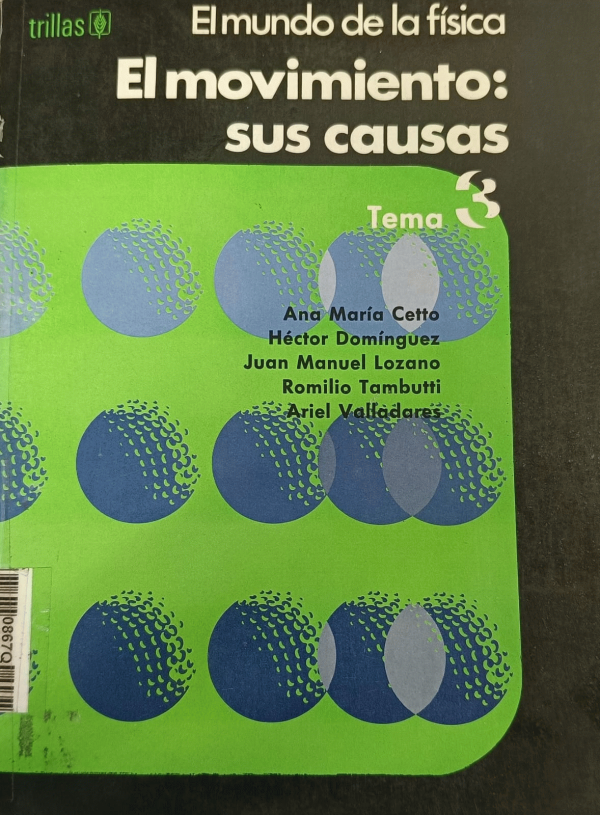 trillas
El mundo de la física
El movimiento:
sus causas
Tema 3
Ana María Cetto
Héctor Domínguez
Juan Manuel Lozano
Romilio Tambutti
Ariel Valladares
0867Q